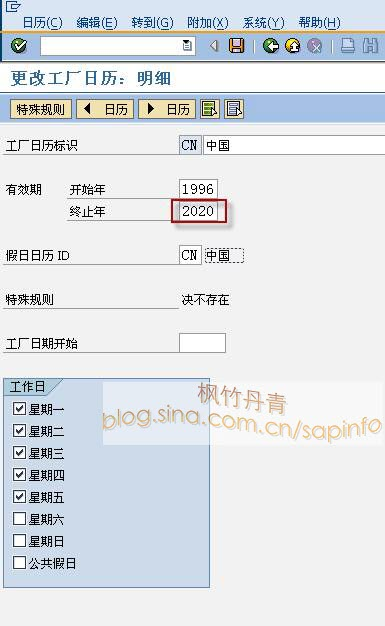 日历(C) 编辑(E) 转到(G) 附加(X) 系统(Y) 帮助(H)
更改工厂日历：明细
特殊规则 日历 日历
工厂日历标识 CN 中国
有效期 开始年 1996
终止年 2020
假日日历 ID CN 中国
特殊规则 决不存在
工厂日期开始
工作日
星期一
星期二
星期三
星期四
星期五
星期六
星期日
公共假日
枫竹丹青
blog.sina.com.cn/sapinfo